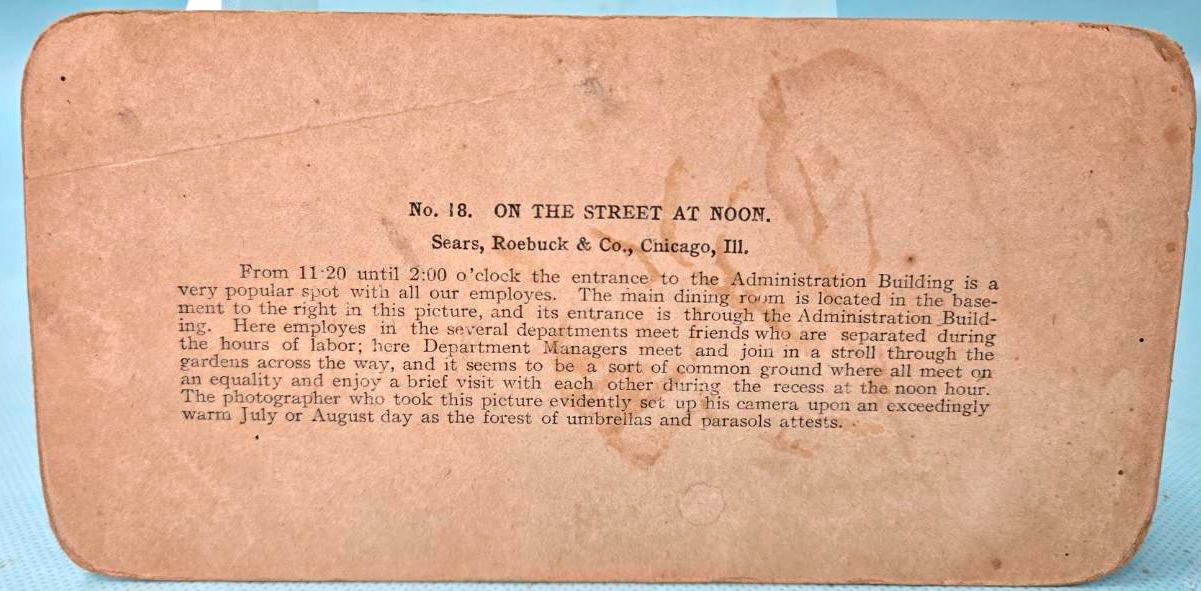 No. 18. ON THE STREET AT NOON.
Sears, Roebuck & Co., Chicago, Ill.
From 11·20 until 2:00 o'clock the entrance to the Administration Building is a
very popular spot with all our employes. The main dining room is located in the base-
ment to the right in this picture, and its entrance is through the Administration Build-
ing. Here employes in the several departments meet friends who are separated during
the hours of labor; here Department Managers meet and join in a stroll through the
gardens across the way, and it seems to be a sort of common ground where all meet on
an equality and enjoy a brief visit with each other during the recess at the noon hour.
The photographer who took this picture evidently set up his camera upon an exceedingly
warm July or August day as the forest of umbrellas and parasols attests.